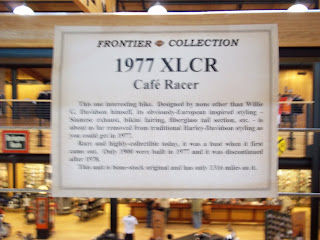 FRONTIER COLLECTION
1977 XLCR
Café Racer
This one interesting bike. Designed by none other than Willie
G. Davidson himself, its obviously-European inspired styling –
Siamese exhaust, bikini fairing, fiberglass tail section, etc. – is
about as far removed from traditional Harley-Davidson styling as
you could get in 1977.
Rare and highly-collectible today, it was a bust when it first
came out. Only 1900 were built in 1977 and it was discontinued
after 1978.
This unit is bone-stock original and has only 2316 miles on it.